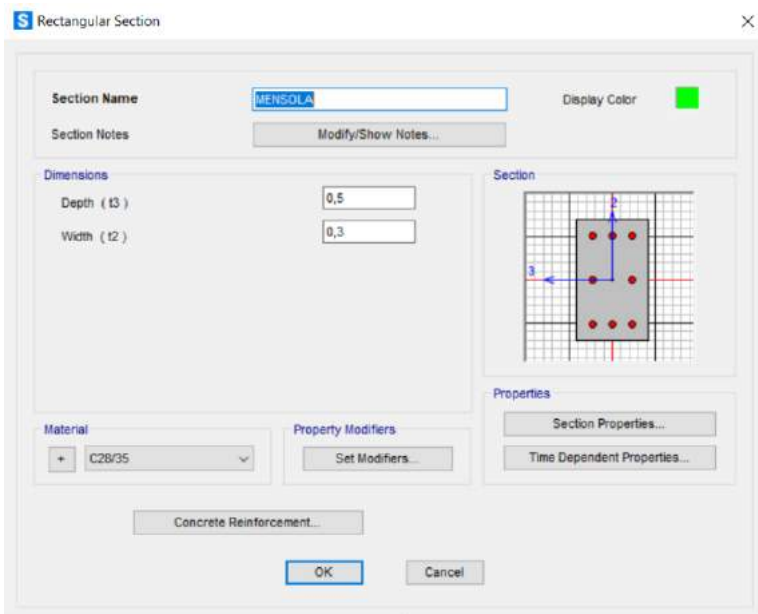 S Rectangular Section
Section Name MENSOLA Display Color
Section Notes Modify/Show Notes...
Dimensions Section
Depth ( t3 ) 0,5
Width ( t2 ) 0,3
2
3
Properties
Section Properties...
Time Dependent Properties...
Material Property Modifiers
+ C28/35 Set Modifiers...
Concrete Reinforcement...
OK Cancel